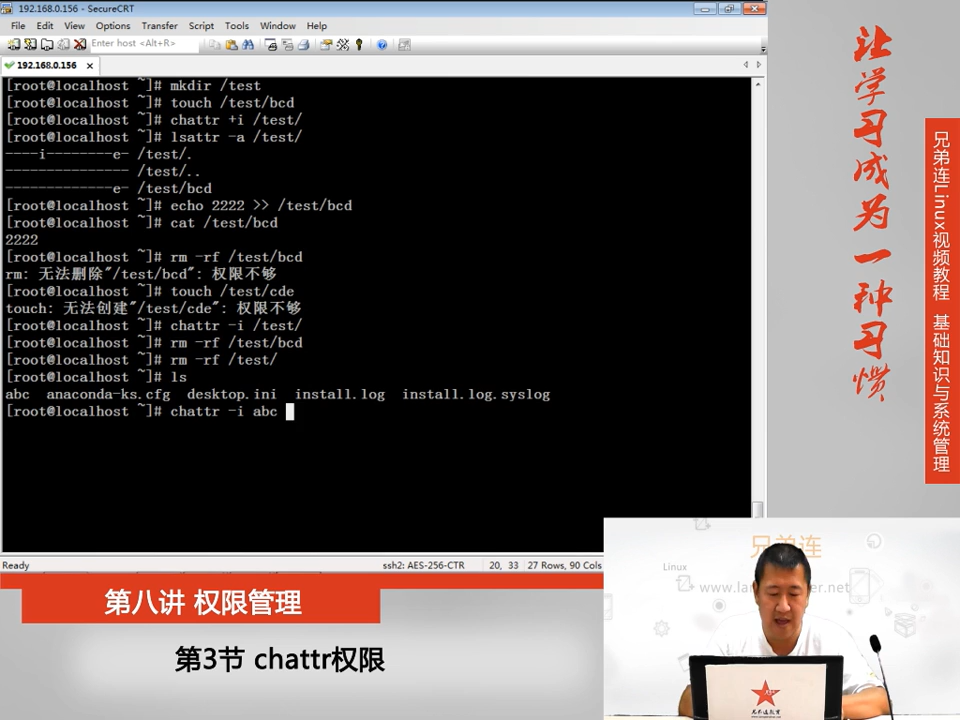 192.168.0.156 - SecureCRT
File Edit View Options Transfer Script Tools Window Help
Enter host <Alt+R>
192.168.0.156
[root@localhost ~]# mkdir /test
[root@localhost ~]# touch /test/bcd
[root@localhost ~]# chattr +i /test/
[root@localhost ~]# lsattr -a /test/
----i--------e- /test/.
--------------- /test/..
-------------e- /test/bcd
[root@localhost ~]# echo 2222 >> /test/bcd
[root@localhost ~]# cat /test/bcd
2222
[root@localhost ~]# rm -rf /test/bcd
rm: 无法删除"/test/bcd": 权限不够
[root@localhost ~]# touch /test/cde
touch: 无法创建"/test/cde": 权限不够
[root@localhost ~]# chattr -i /test/
[root@localhost ~]# rm -rf /test/bcd
[root@localhost ~]# rm -rf /test/
[root@localhost ~]# ls
abc anaconda-ks.cfg desktop.ini install.log install.log.syslog
[root@localhost ~]# chattr -i abc
Ready ssh2: AES-256-CTR 20, 33 27 Rows, 90 Cols
让学习成为一种习惯
兄弟连Linux视频教程 基础知识与系统管理
第八讲 权限管理
第3节 chattr权限
兄弟连
Linux